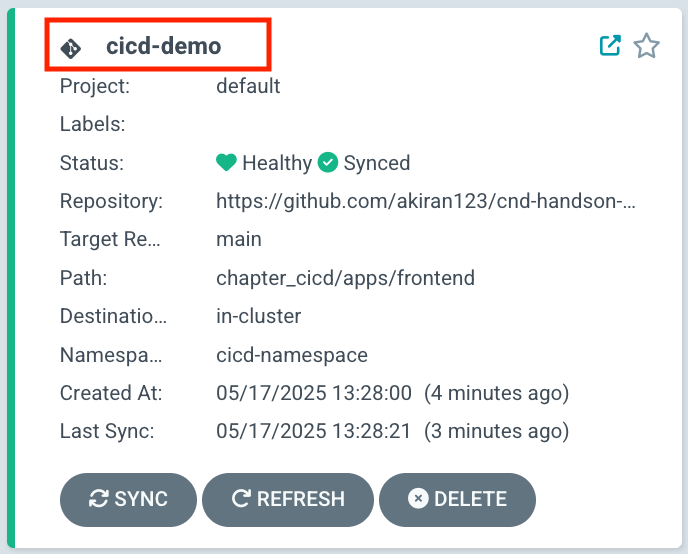 cicd-demo
Project: default
Labels:
Status: Healthy Synced
Repository: https://github.com/akiran123/cnd-handson-...
Target Re... main
Path: chapter_cicd/apps/frontend
Destinatio... in-cluster
Namespa... cicd-namespace
Created At: 05/17/2025 13:28:00 (4 minutes ago)
Last Sync: 05/17/2025 13:28:21 (3 minutes ago)
SYNC REFRESH DELETE